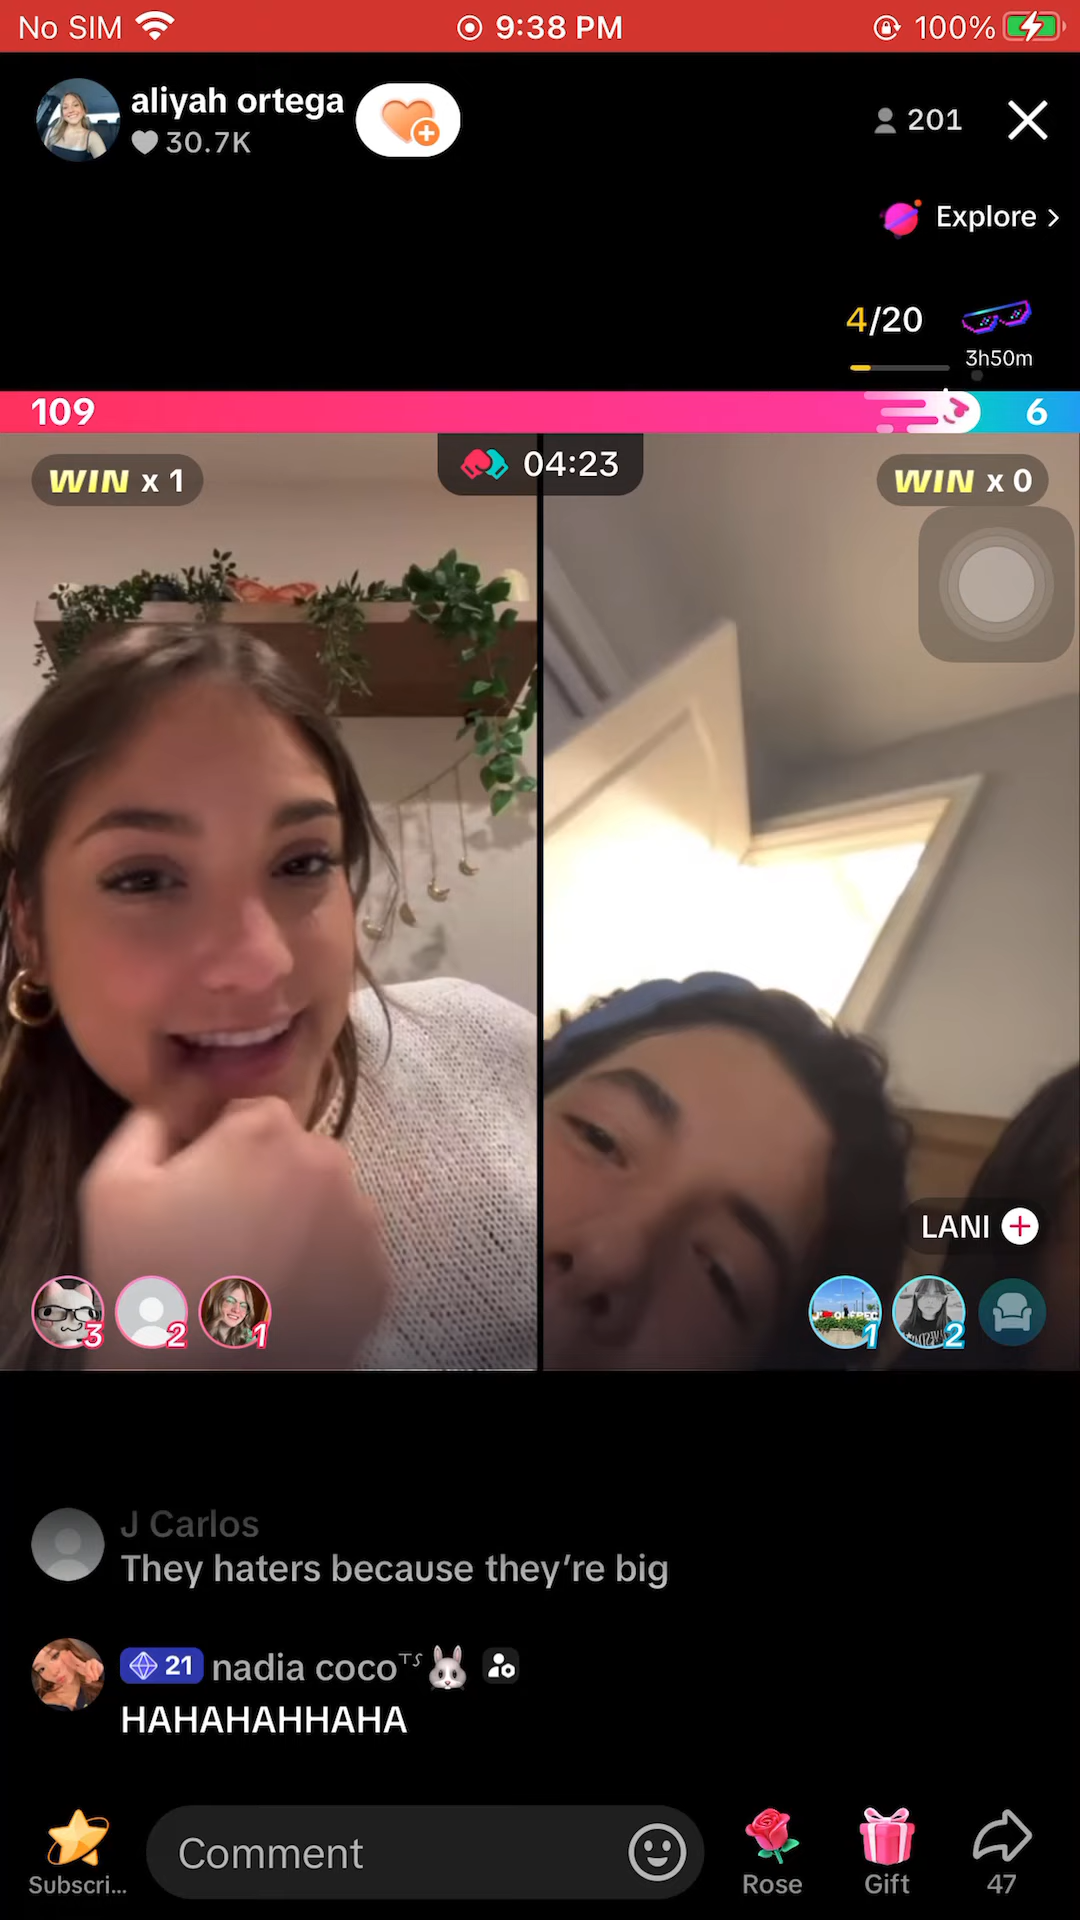 No SIM 9:38 PM 100%
aliyah ortega
30.7K
201
Explore >
4/20
3h50m
109 6
WIN x 1 04:23 WIN x 0
LANI +
3 2 1 1 2
J Carlos
They haters because they’re big
21 nadia coco ᵀˢ🐰
HAHAHAHHAHA
Comment
Subscri... Rose Gift 47